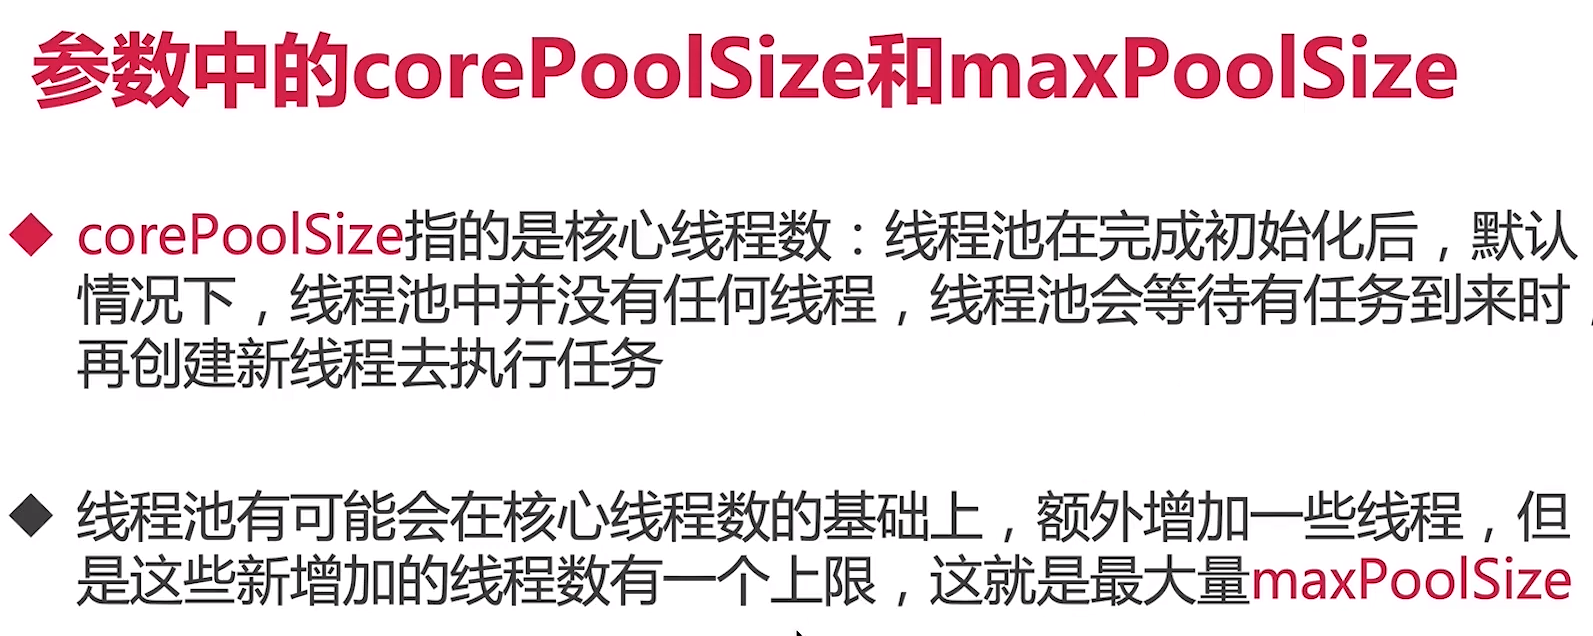 参数中的corePoolSize和maxPoolSize
corePoolSize指的是核心线程数：线程池在完成初始化后，默认
情况下，线程池中并没有任何线程，线程池会等待有任务到来时，
再创建新线程去执行任务
线程池有可能会在核心线程数的基础上，额外增加一些线程，但
是这些新增加的线程数有一个上限，这就是最大量maxPoolSize